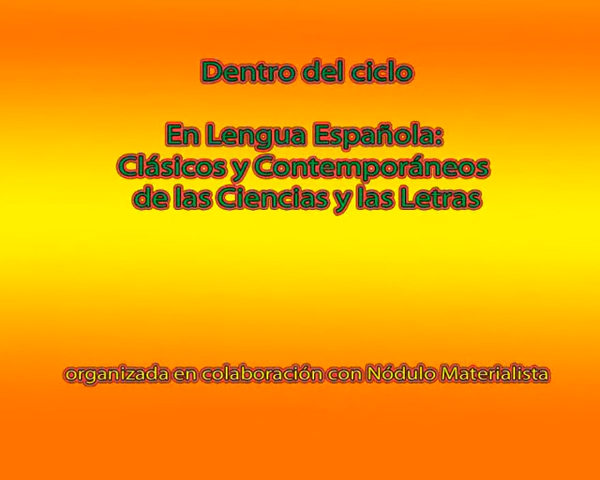 Dentro del ciclo
En Lengua Española:
Clásicos y Contemporáneos
de las Ciencias y las Letras
organizada en colaboración con Nódulo Materialista